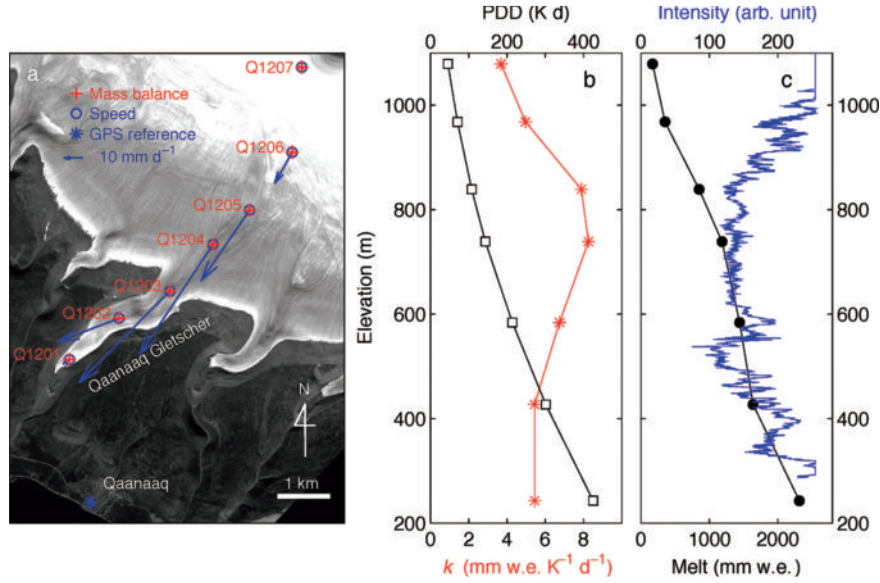 a
Mass balance
Speed
GPS reference
10 mm d⁻¹
Q1207
Q1206
Q1205
Q1204
Q1203
Q1202
Q1201
Qaanaaq Gletscher
Qaanaaq
N
1 km
PDD (K d)
0 200 400
b
Elevation (m)
1000
800
600
400
200
0 2 4 6 8
k (mm w.e. K⁻¹ d⁻¹)
Intensity (arb. unit)
0 100 200
c
1000
800
600
400
200
0 1000 2000
Melt (mm w.e.)